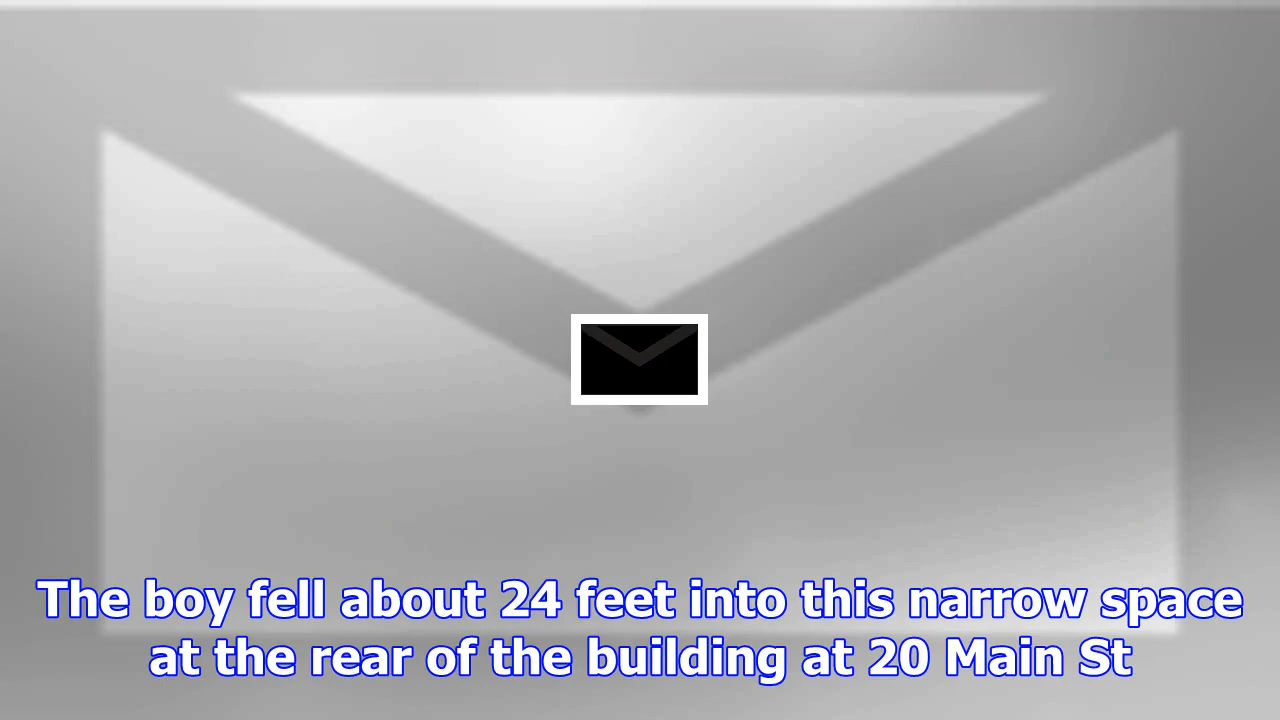 The boy fell about 24 feet into this narrow space
at the rear of the building at 20 Main St